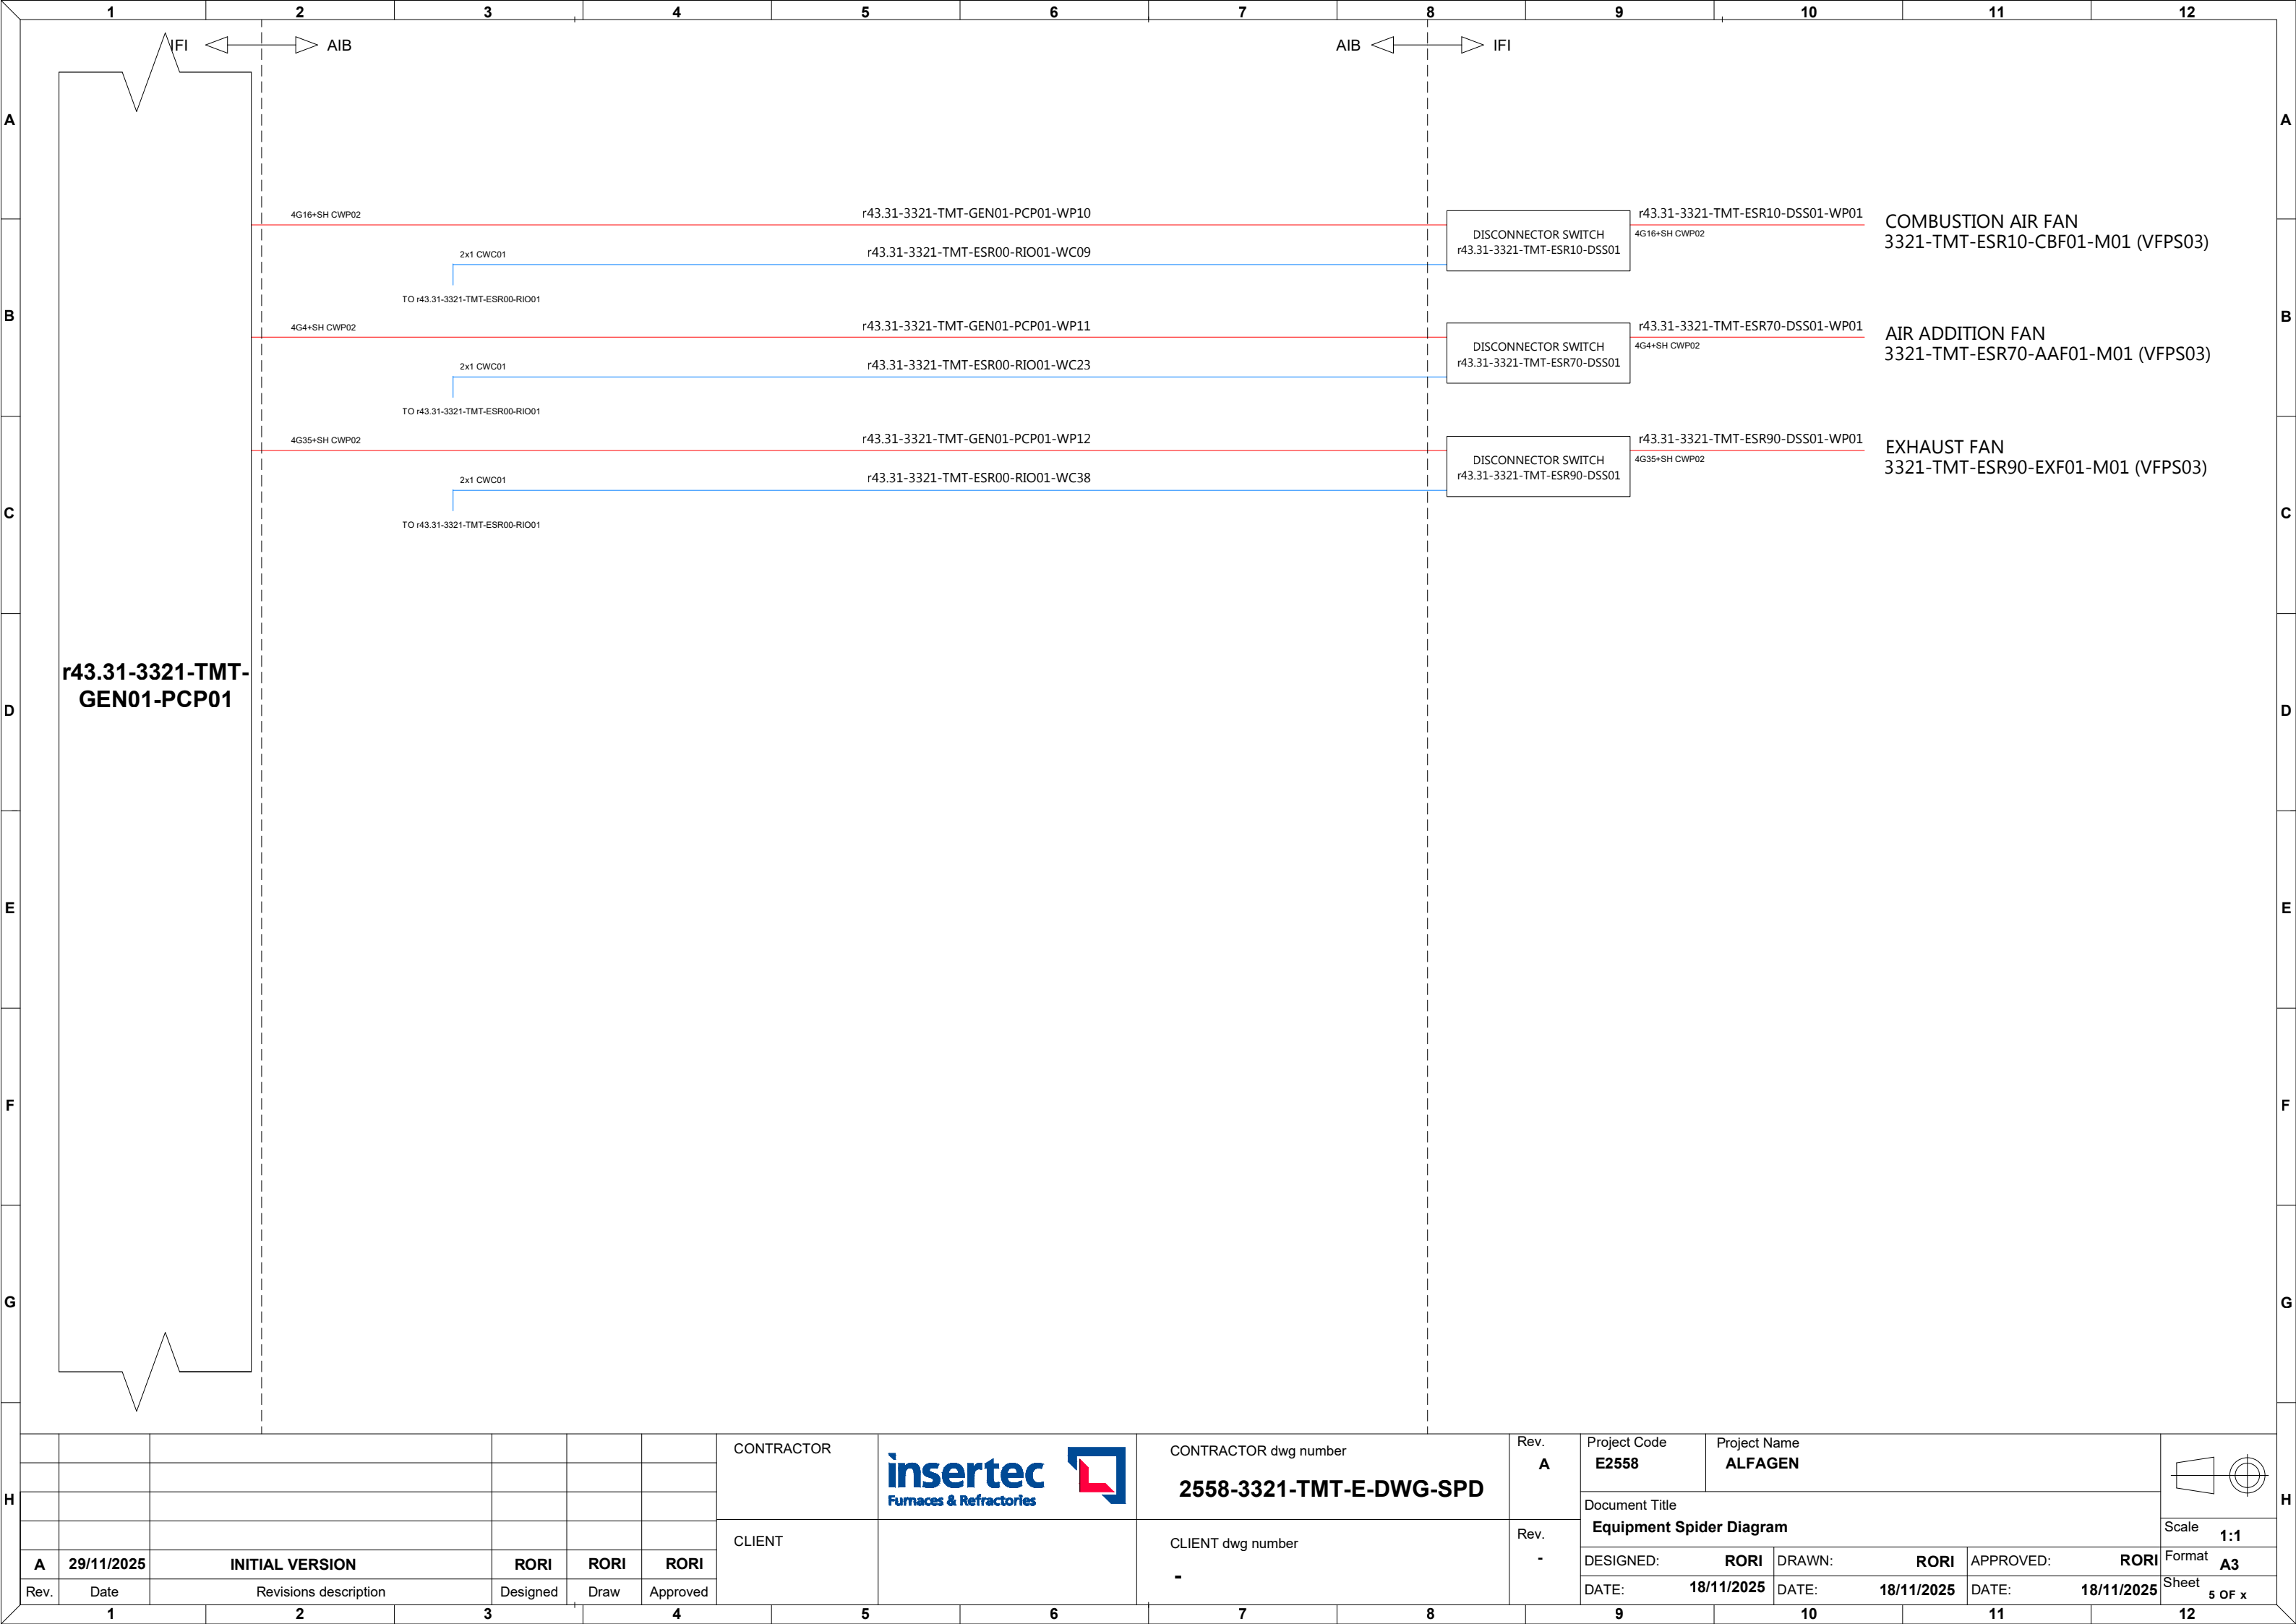 1 2 3 4 5 6 7 8 9 10 11 12
IFI AIB AIB IFI
A A
4G16+SH CWP02 r43.31-3321-TMT-GEN01-PCP01-WP10 r43.31-3321-TMT-ESR10-DSS01-WP01
DISCONNECTOR SWITCH
r43.31-3321-TMT-ESR10-DSS01
4G16+SH CWP02
COMBUSTION AIR FAN
3321-TMT-ESR10-CBF01-M01 (VFPS03)
2x1 CWC01 r43.31-3321-TMT-ESR00-RIO01-WC09
TO r43.31-3321-TMT-ESR00-RIO01
B B
4G4+SH CWP02 r43.31-3321-TMT-GEN01-PCP01-WP11 r43.31-3321-TMT-ESR70-DSS01-WP01
DISCONNECTOR SWITCH
r43.31-3321-TMT-ESR70-DSS01
4G4+SH CWP02
AIR ADDITION FAN
3321-TMT-ESR70-AAF01-M01 (VFPS03)
2x1 CWC01 r43.31-3321-TMT-ESR00-RIO01-WC23
TO r43.31-3321-TMT-ESR00-RIO01
4G35+SH CWP02 r43.31-3321-TMT-GEN01-PCP01-WP12 r43.31-3321-TMT-ESR90-DSS01-WP01
DISCONNECTOR SWITCH
r43.31-3321-TMT-ESR90-DSS01
4G35+SH CWP02
EXHAUST FAN
3321-TMT-ESR90-EXF01-M01 (VFPS03)
2x1 CWC01 r43.31-3321-TMT-ESR00-RIO01-WC38
TO r43.31-3321-TMT-ESR00-RIO01
C C
r43.31-3321-TMT-
GEN01-PCP01
D D
E E
F F
G G
H H
A 29/11/2025 INITIAL VERSION RORI RORI RORI
Rev. Date Revisions description Designed Draw Approved
CONTRACTOR
insertec
Furnaces & Refractories
CLIENT
CONTRACTOR dwg number
2558-3321-TMT-E-DWG-SPD
CLIENT dwg number
-
Rev.
A
Rev.
-
Project Code
E2558
Project Name
ALFAGEN
Document Title
Equipment Spider Diagram
DESIGNED: RORI DRAWN: RORI APPROVED: RORI
DATE: 18/11/2025 DATE: 18/11/2025 DATE: 18/11/2025
Scale
1:1
Format
A3
Sheet
5 OF x
1 2 3 4 5 6 7 8 9 10 11 12